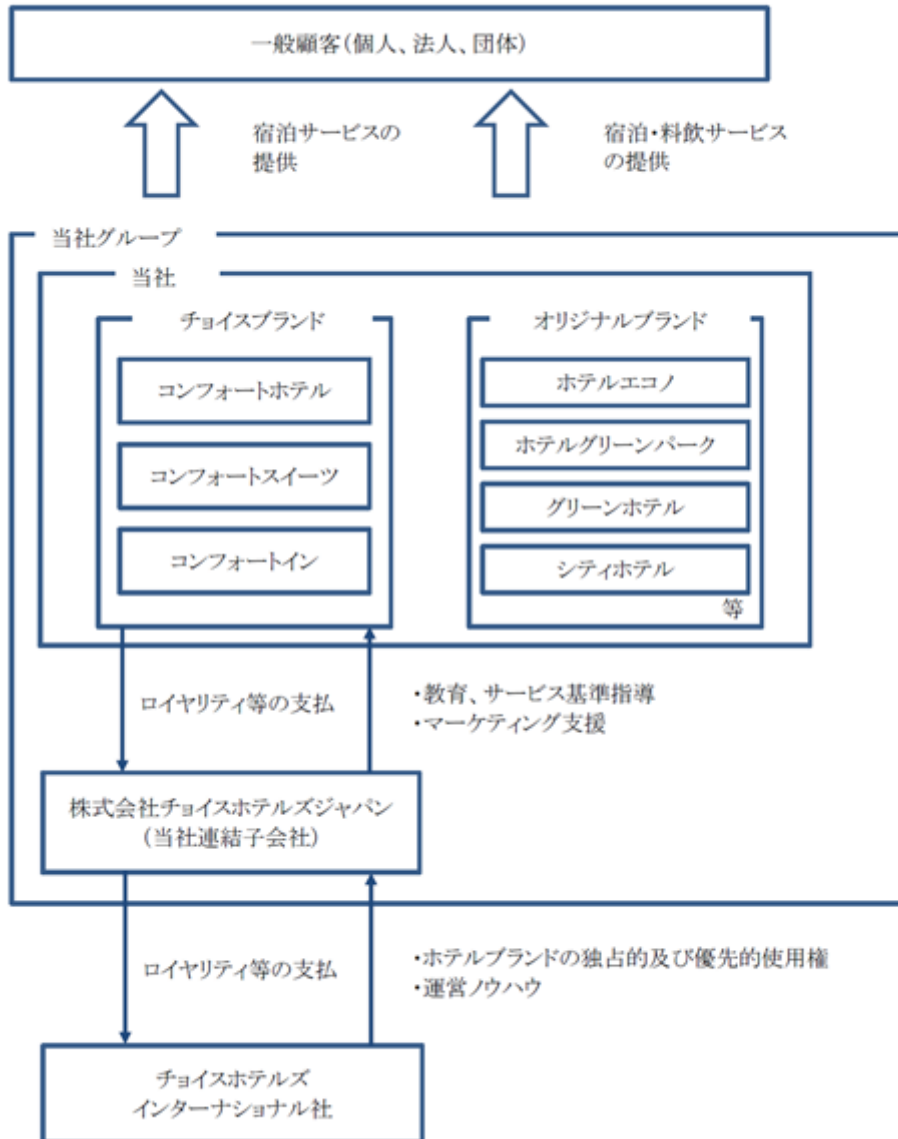 一般顧客(個人、法人、団体)
宿泊サービスの
提供
宿泊・料飲サービス
の提供
当社グループ
当社
チョイスブランド
コンフォートホテル
コンフォートスイーツ
コンフォートイン
オリジナルブランド
ホテルエコノ
ホテルグリーンパーク
グリーンホテル
シティホテル
等
ロイヤリティ等の支払
・教育、サービス基準指導
・マーケティング支援
株式会社チョイスホテルズジャパン
(当社連結子会社)
ロイヤリティ等の支払
・ホテルブランドの独占的及び優先的使用権
・運営ノウハウ
チョイスホテルズ
インターナショナル社